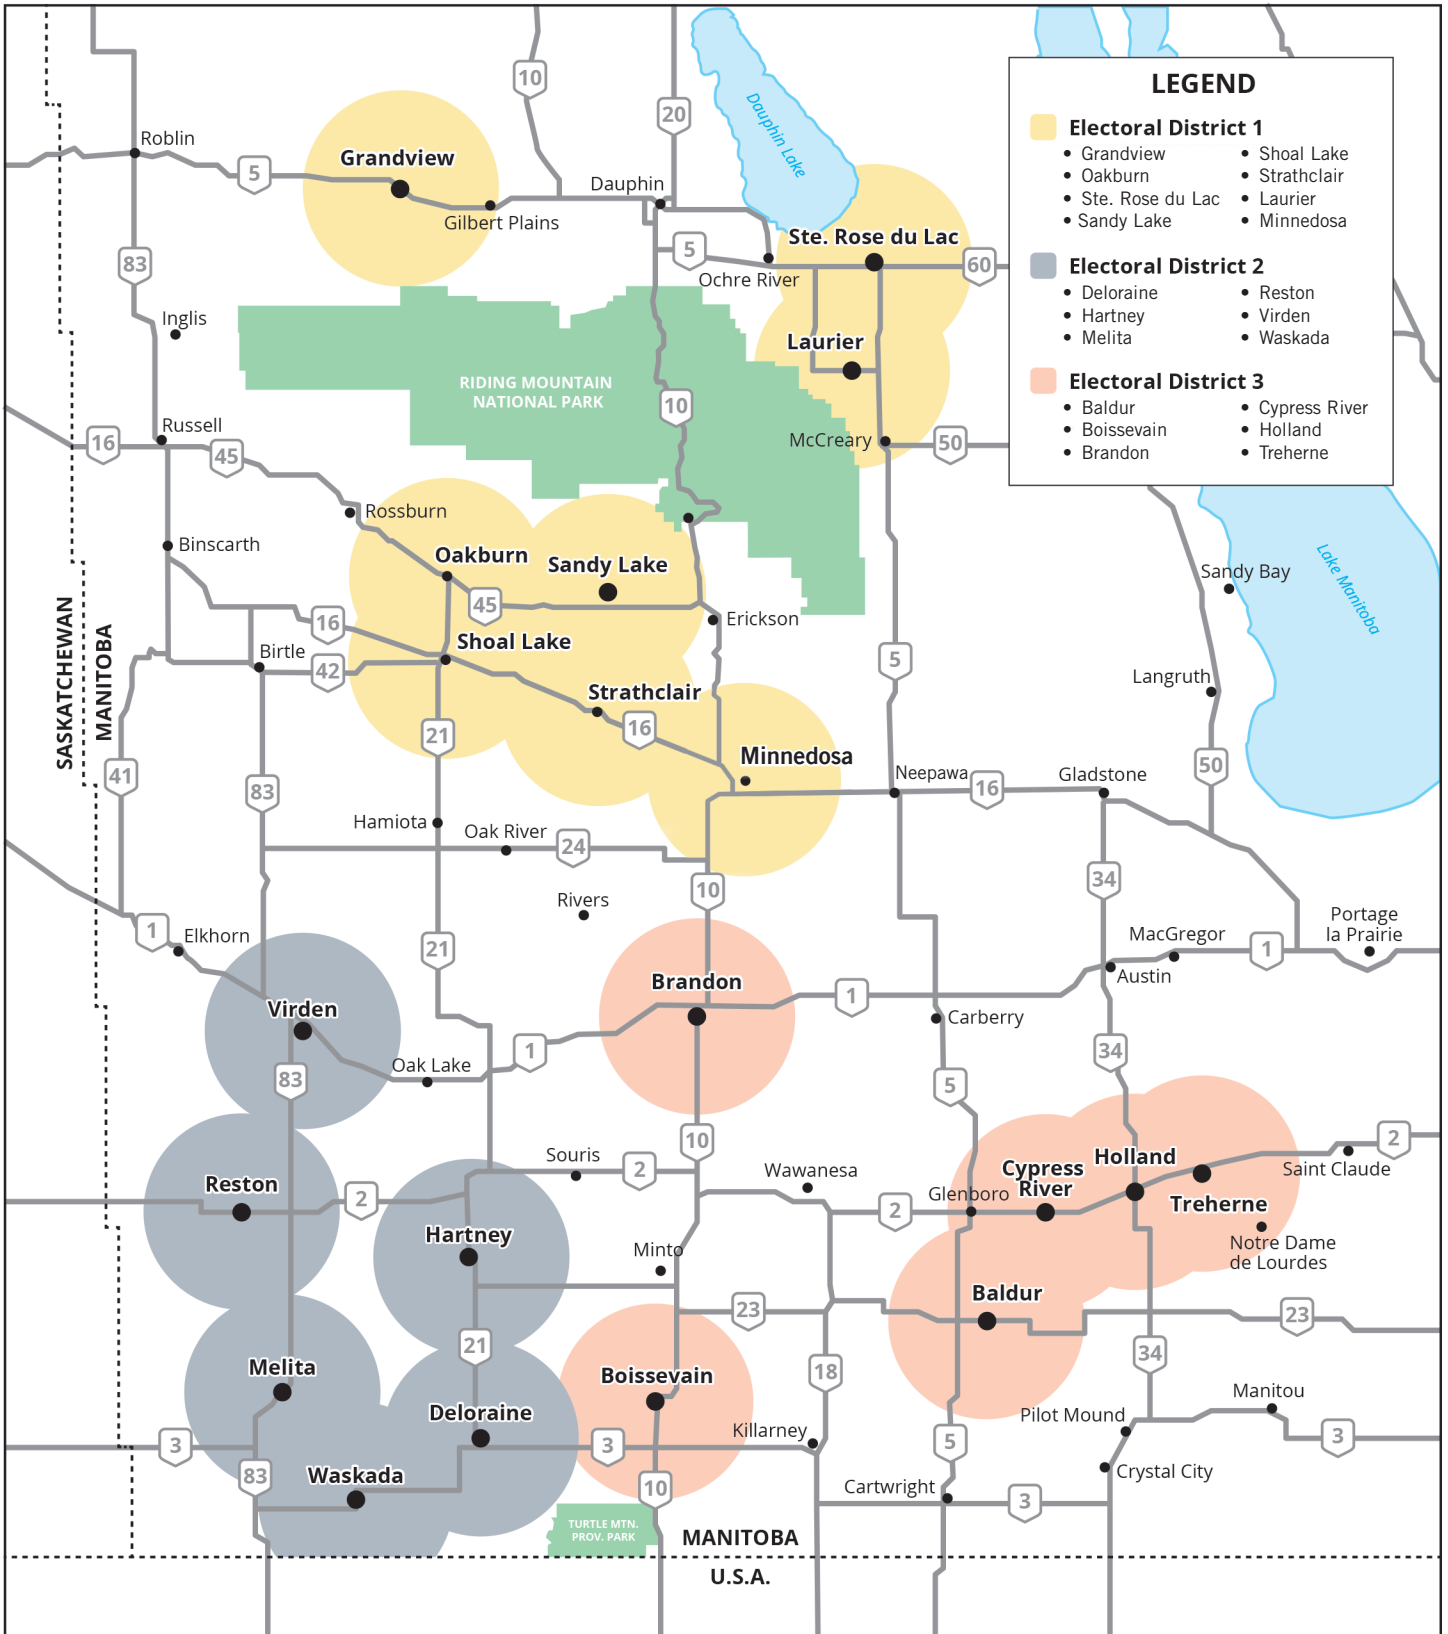 10
20
Dauphin Lake
LEGEND
Electoral District 1
• Grandview
• Oakburn
• Ste. Rose du Lac
• Sandy Lake
• Shoal Lake
• Strathclair
• Laurier
• Minnedosa
Electoral District 2
• Deloraine
• Hartney
• Melita
• Reston
• Virden
• Waskada
Electoral District 3
• Baldur
• Boissevain
• Brandon
• Cypress River
• Holland
• Treherne
Roblin
Grandview
5
Dauphin
Gilbert Plains
Ste. Rose du Lac
5
60
83
Ochre River
Inglis
Laurier
RIDING MOUNTAIN
NATIONAL PARK
10
Russell
16
45
McCreary
50
Rossburn
Binscarth
Oakburn
Sandy Lake
Sandy Bay
Lake Manitoba
45
16
Erickson
Shoal Lake
Birtle
42
5
SASKATCHEWAN
MANITOBA
Langruth
Strathclair
16
21
Minnedosa
50
41
83
Neepawa
16
Gladstone
Hamiota
Oak River
24
34
10
Rivers
Portage
la Prairie
1
Elkhorn
21
MacGregor
1
Austin
Brandon
1
Virden
Carberry
1
34
Oak Lake
83
5
10
2
Souris
2
Holland
Saint Claude
Wawanesa
Cypress
River
Reston
2
Glenboro
2
Treherne
Hartney
Minto
Notre Dame
de Lourdes
Baldur
23
23
21
34
18
Melita
Boissevain
Manitou
Deloraine
Pilot Mound
Killarney
3
3
5
3
Waskada
83
Crystal City
10
Cartwright
3
TURTLE MTN.
PROV. PARK
MANITOBA
U.S.A.